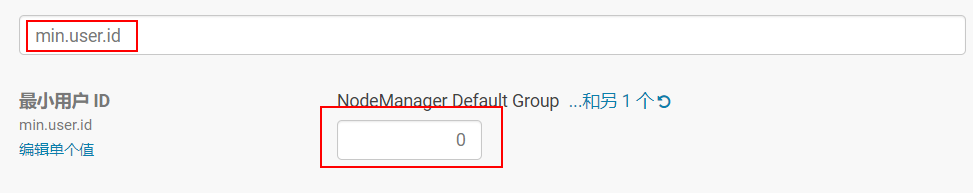 min.user.id
最小用户 ID
NodeManager Default Group ...和另 1 个
min.user.id
0
编辑单个值